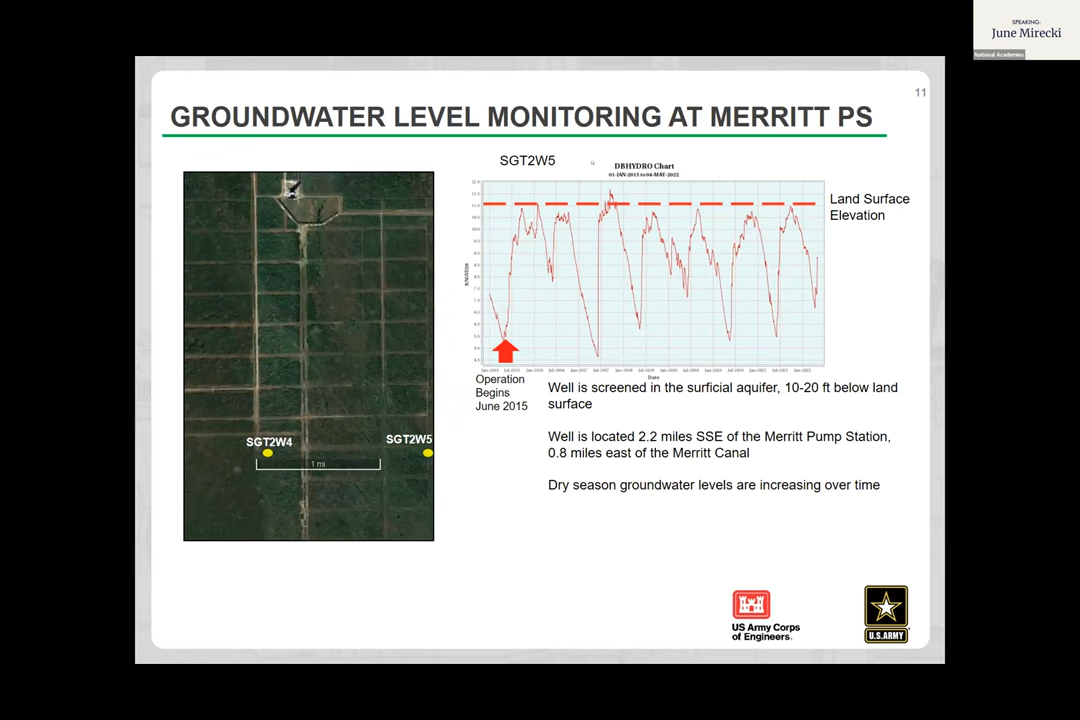 SPEAKING:
June Mirecki
National Academies
11
GROUNDWATER LEVEL MONITORING AT MERRITT PS
SGT2W5
DBHYDRO Chart
Land Surface
Elevation
Date
Operation
Begins
June 2015
Well is screened in the surficial aquifer, 10-20 ft below land
surface
Well is located 2.2 miles SSE of the Merritt Pump Station,
0.8 miles east of the Merritt Canal
Dry season groundwater levels are increasing over time
SGT2W4
SGT2W5
1 mi
US Army Corps
of Engineers.
U.S.ARMY